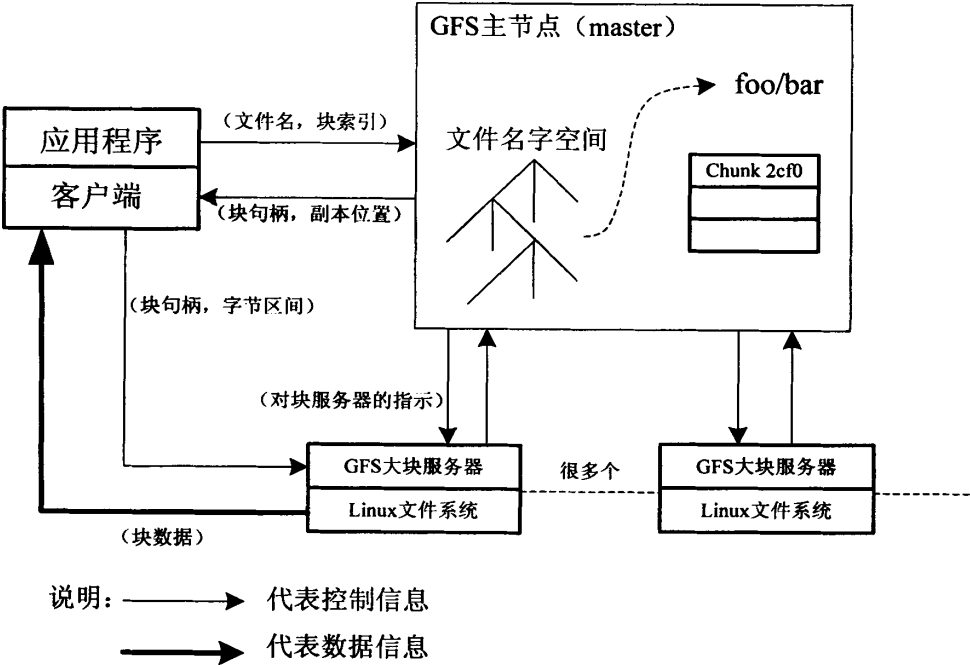 GFS主节点（master）
foo/bar
应用程序
（文件名，块索引）
文件名字空间
Chunk 2cf0
客户端
（块句柄，副本位置）
（块句柄，字节区间）
（对块服务器的指示）
GFS大块服务器
很多个
GFS大块服务器
Linux文件系统
Linux文件系统
（块数据）
说明：
代表控制信息
代表数据信息